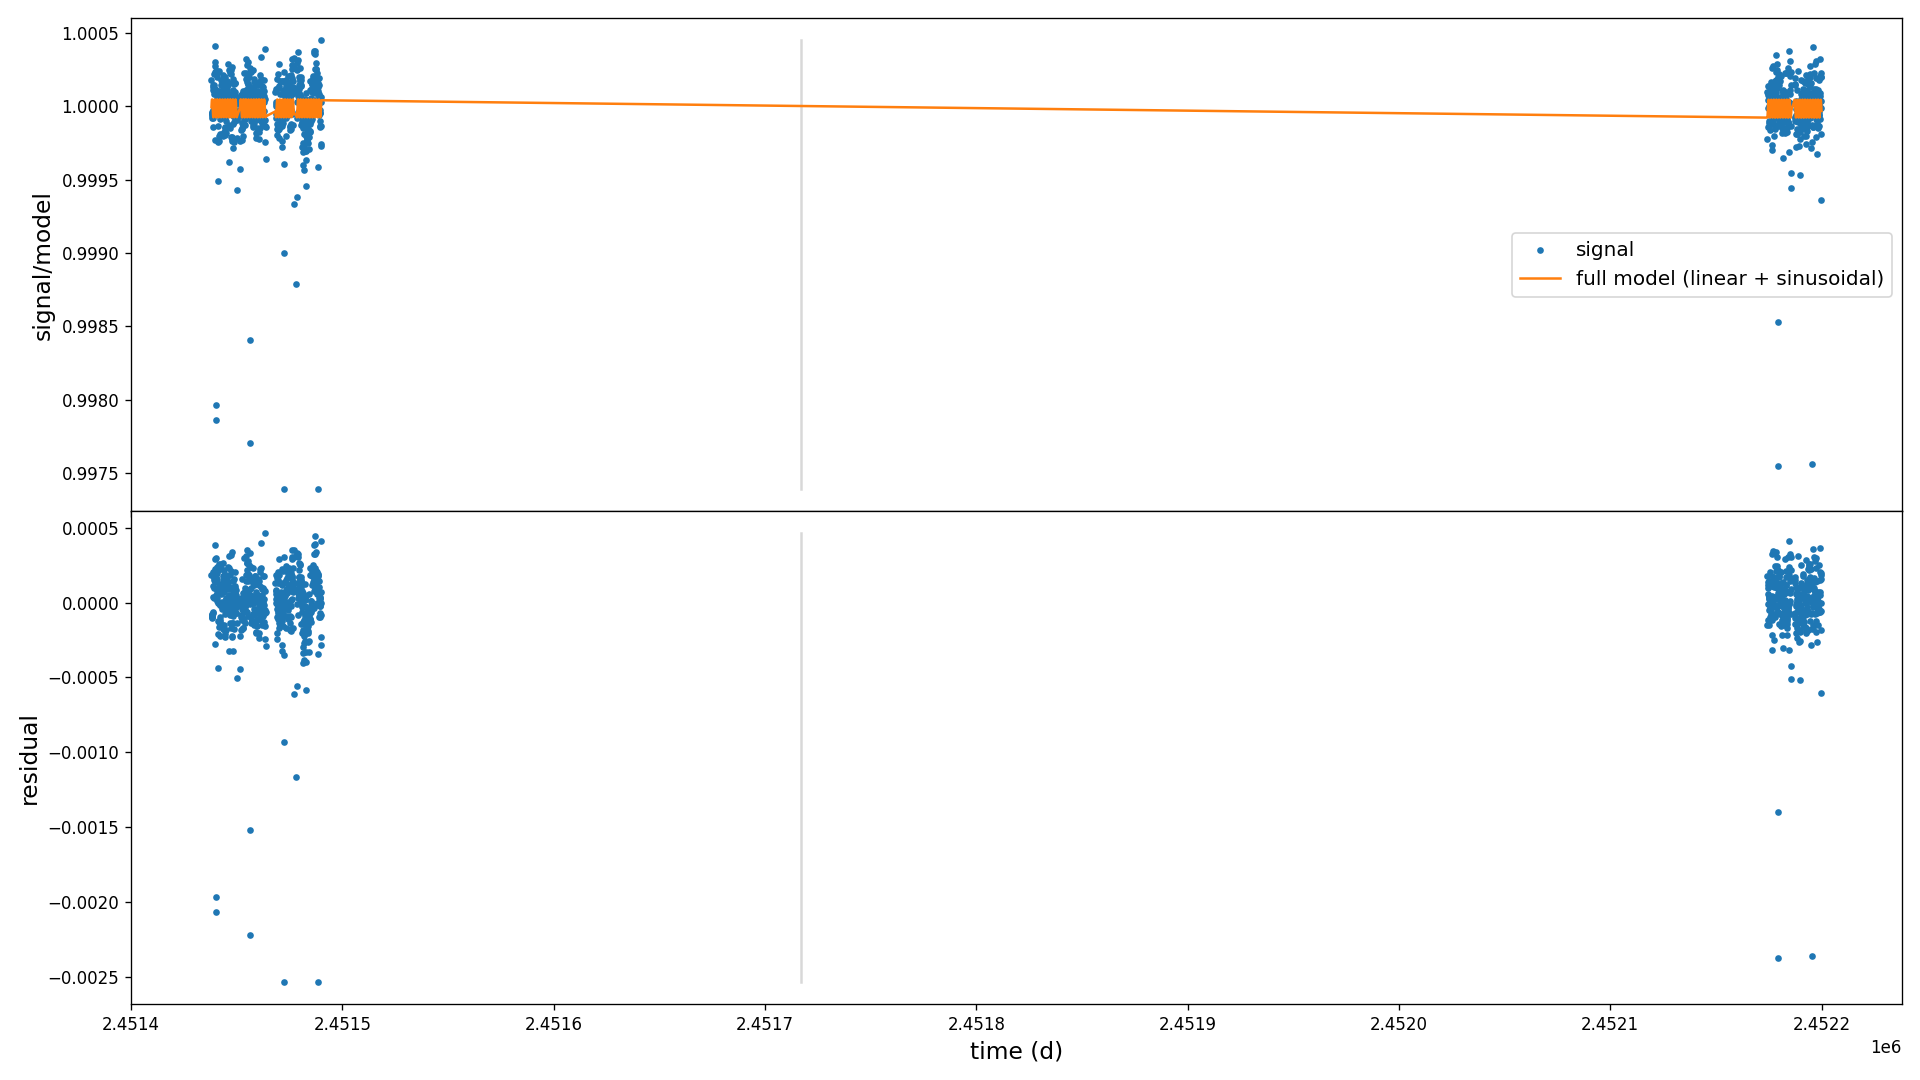 1.0005
1.0000
0.9995
0.9990
0.9985
0.9980
0.9975
signal/model
signal
full model (linear + sinusoidal)
0.0005
0.0000
−0.0005
−0.0010
−0.0015
−0.0020
−0.0025
residual
2.4514 2.4515 2.4516 2.4517 2.4518 2.4519 2.4520 2.4521 2.4522
1e6
time (d)